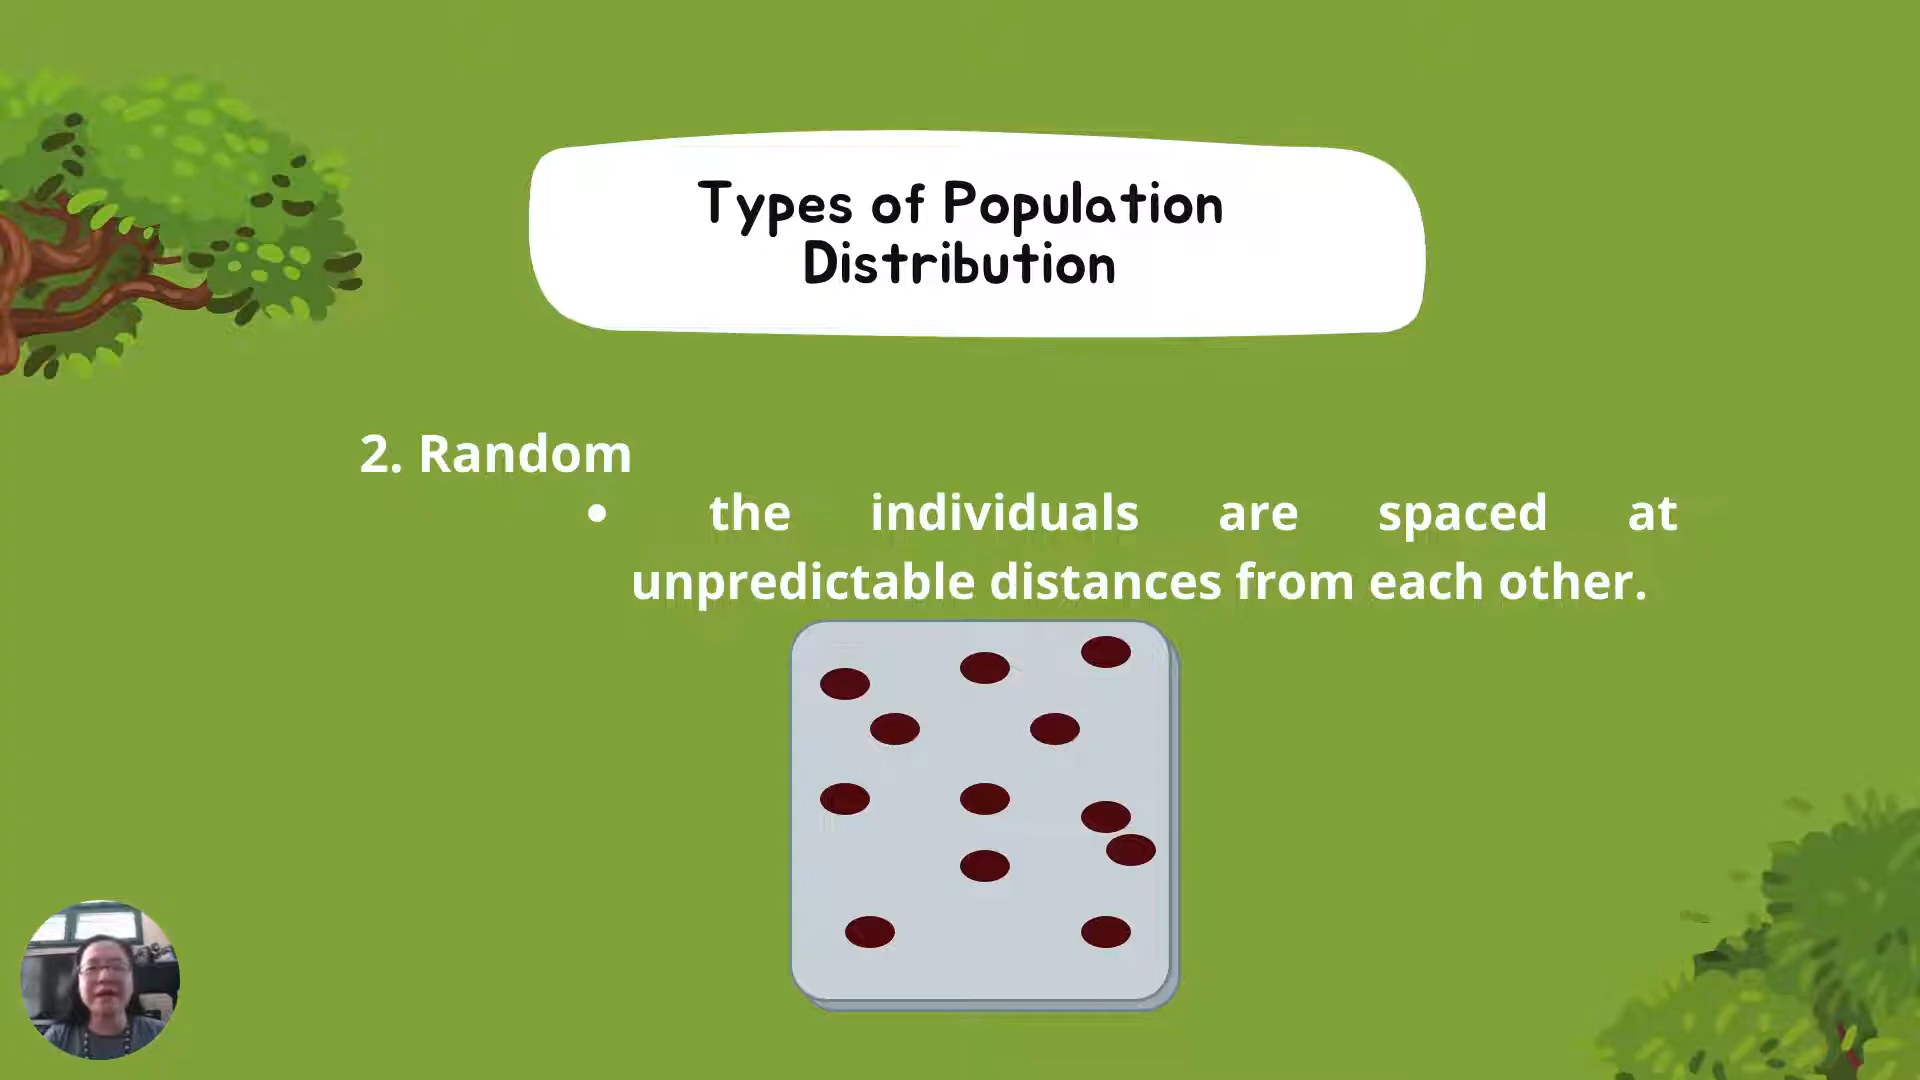 Types of Population
Distribution
2. Random
• the individuals are spaced at
unpredictable distances from each other.